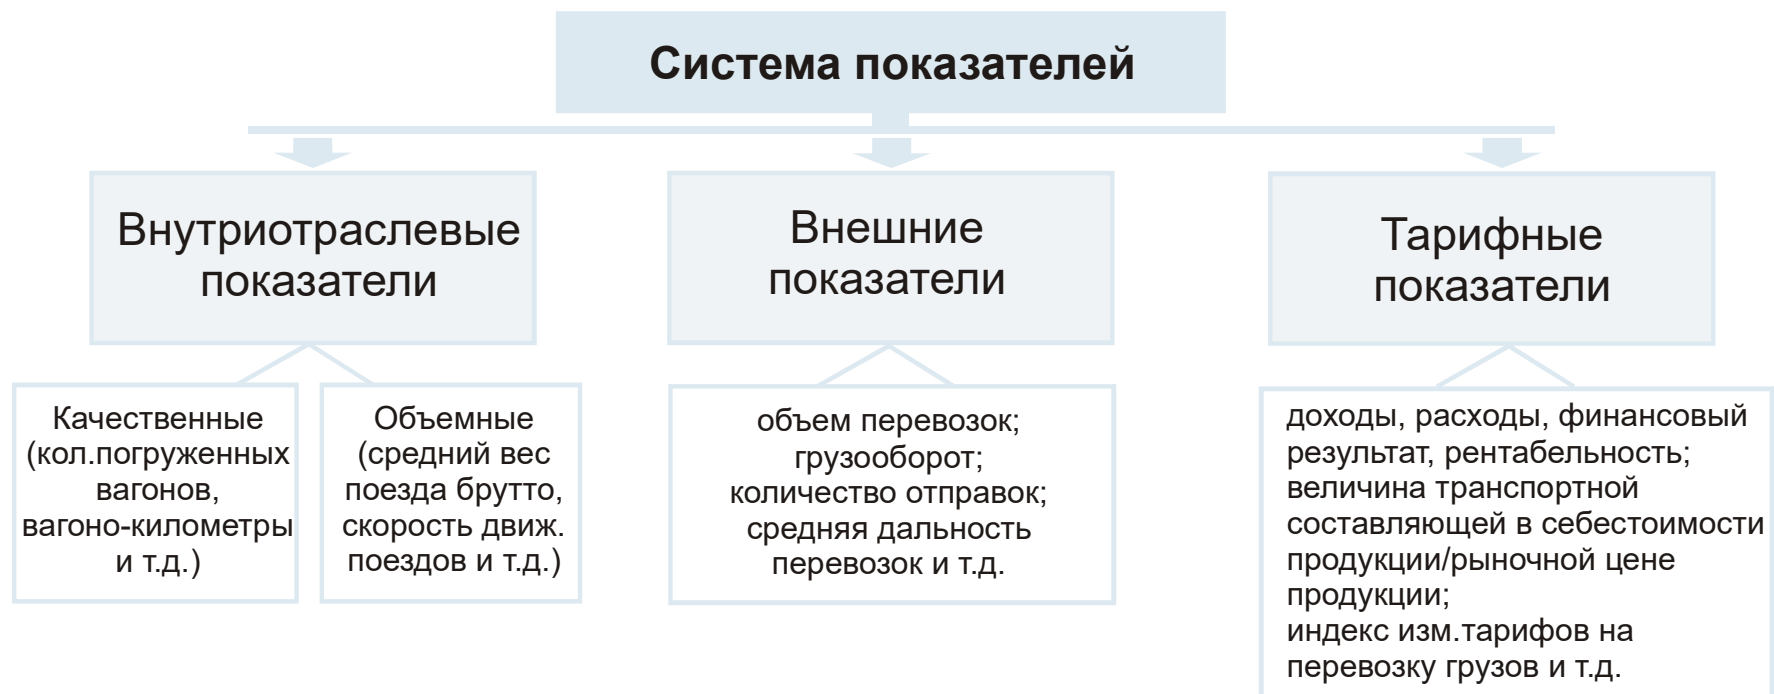 Система показателей
Внутриотраслевые
показатели
Внешние
показатели
Тарифные
показатели
Качественные
(кол.погруженных
вагонов,
вагоно-километры
и т.д.)
Объемные
(средний вес
поезда брутто,
скорость движ.
поездов и т.д.)
объем перевозок;
грузооборот;
количество отправок;
средняя дальность
перевозок и т.д.
доходы, расходы, финансовый
результат, рентабельность;
величина транспортной
составляющей в себестоимости
продукции/рыночной цене
продукции;
индекс изм.тарифов на
перевозку грузов и т.д.